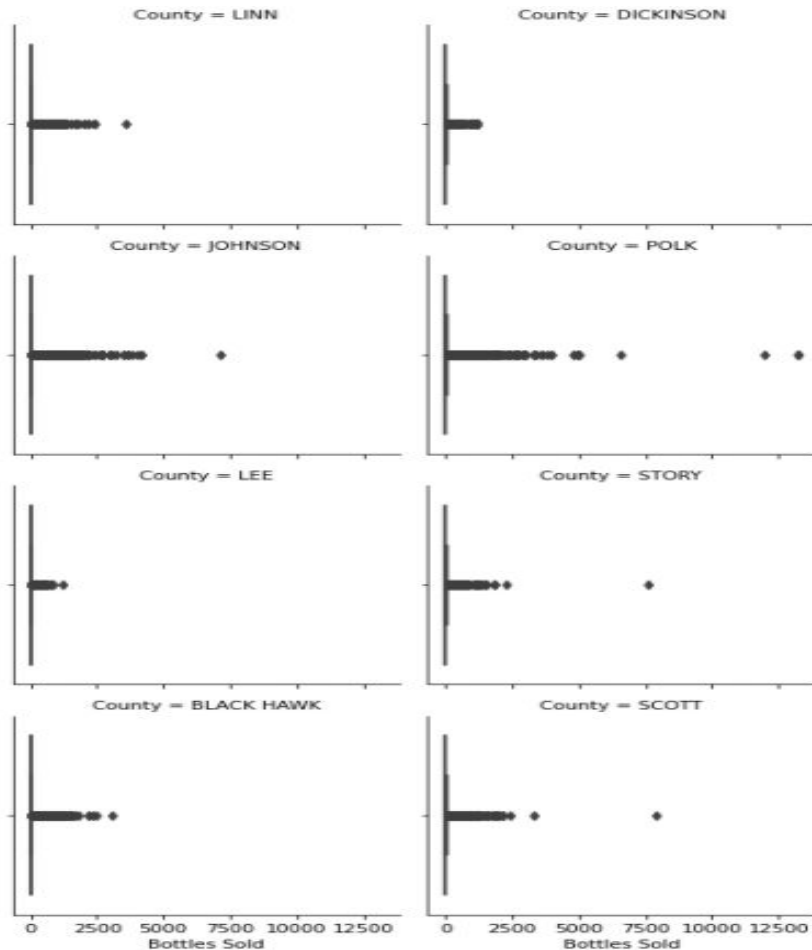 County = LINN
County = DICKINSON
County = JOHNSON
County = POLK
County = LEE
County = STORY
County = BLACK HAWK
County = SCOTT
0 2500 5000 7500 10000 12500
0 2500 5000 7500 10000 12500
Bottles Sold
Bottles Sold